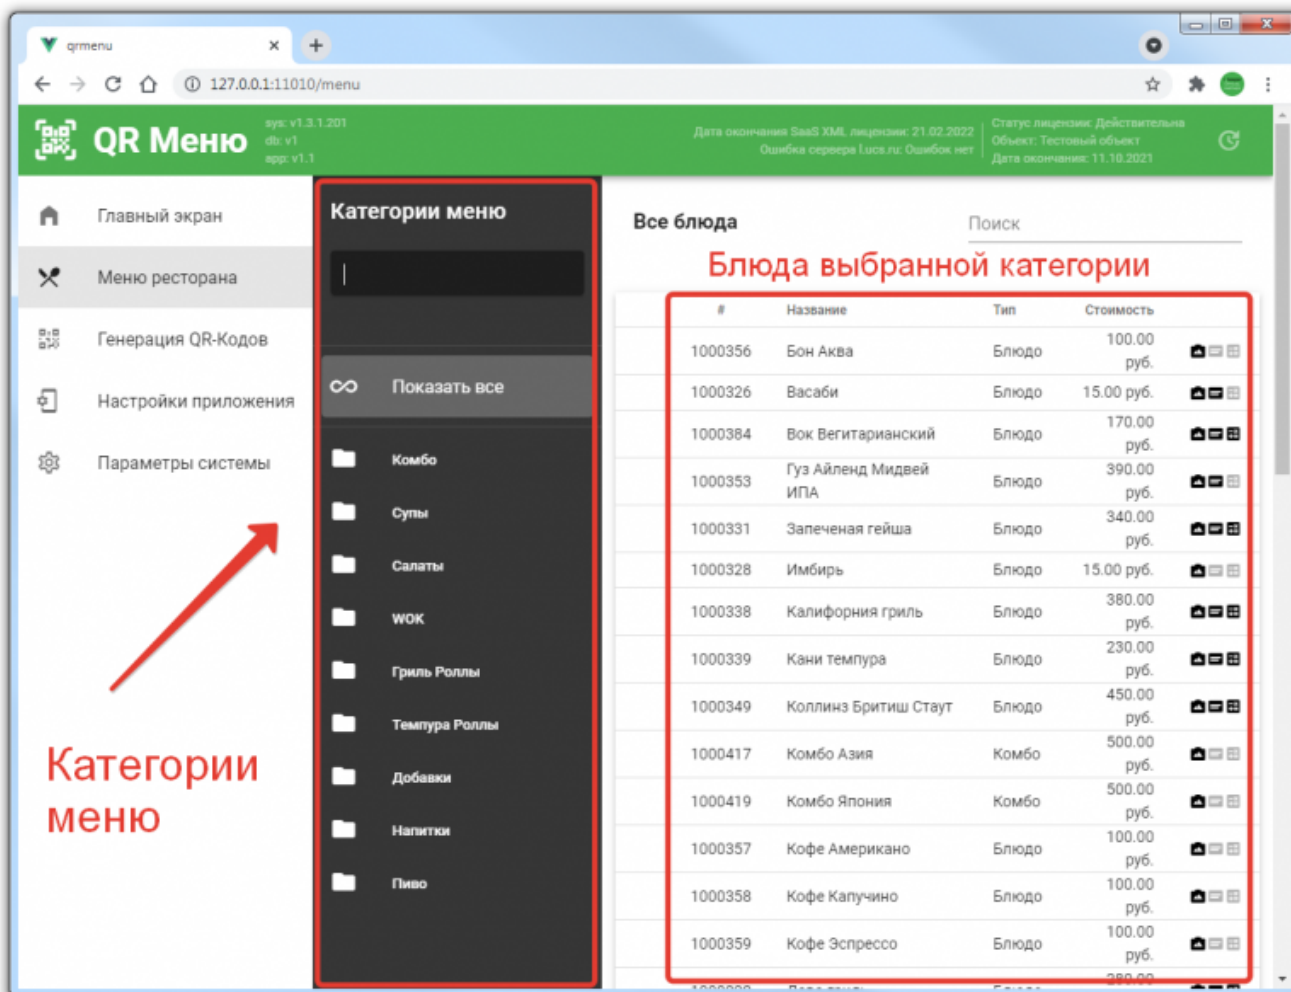 qrmenu
127.0.0.1:11010/menu
QR Меню
sys: v1.3.1.201
db: v1
app: v1.1
Дата окончания SaaS XML лицензии: 21.02.2022
Ошибка сервера l.ucs.ru: Ошибок нет
Статус лицензии: Действительна
Объект: Тестовый объект
Дата окончания: 11.10.2021
Главный экран
Меню ресторана
Генерация QR-Кодов
Настройки приложения
Параметры системы
Категории
меню
Категории меню
Показать все
Комбо
Супы
Салаты
WOK
Гриль Роллы
Темпура Роллы
Добавки
Напитки
Пиво
Все блюда
Поиск
Блюда выбранной категории
# Название Тип Стоимость
1000356 Бон Аква Блюдо 100.00 руб.
1000326 Васаби Блюдо 15.00 руб.
1000384 Вок Вегитарианский Блюдо 170.00 руб.
1000353 Гуз Айленд Мидвей ИПА Блюдо 390.00 руб.
1000331 Запеченая гейша Блюдо 340.00 руб.
1000328 Имбирь Блюдо 15.00 руб.
1000338 Калифорния гриль Блюдо 380.00 руб.
1000339 Кани темпура Блюдо 230.00 руб.
1000349 Коллинз Бритиш Стаут Блюдо 450.00 руб.
1000417 Комбо Азия Комбо 500.00 руб.
1000419 Комбо Япония Комбо 500.00 руб.
1000357 Кофе Американо Блюдо 100.00 руб.
1000358 Кофе Капучино Блюдо 100.00 руб.
1000359 Кофе Эспрессо Блюдо 100.00 руб.